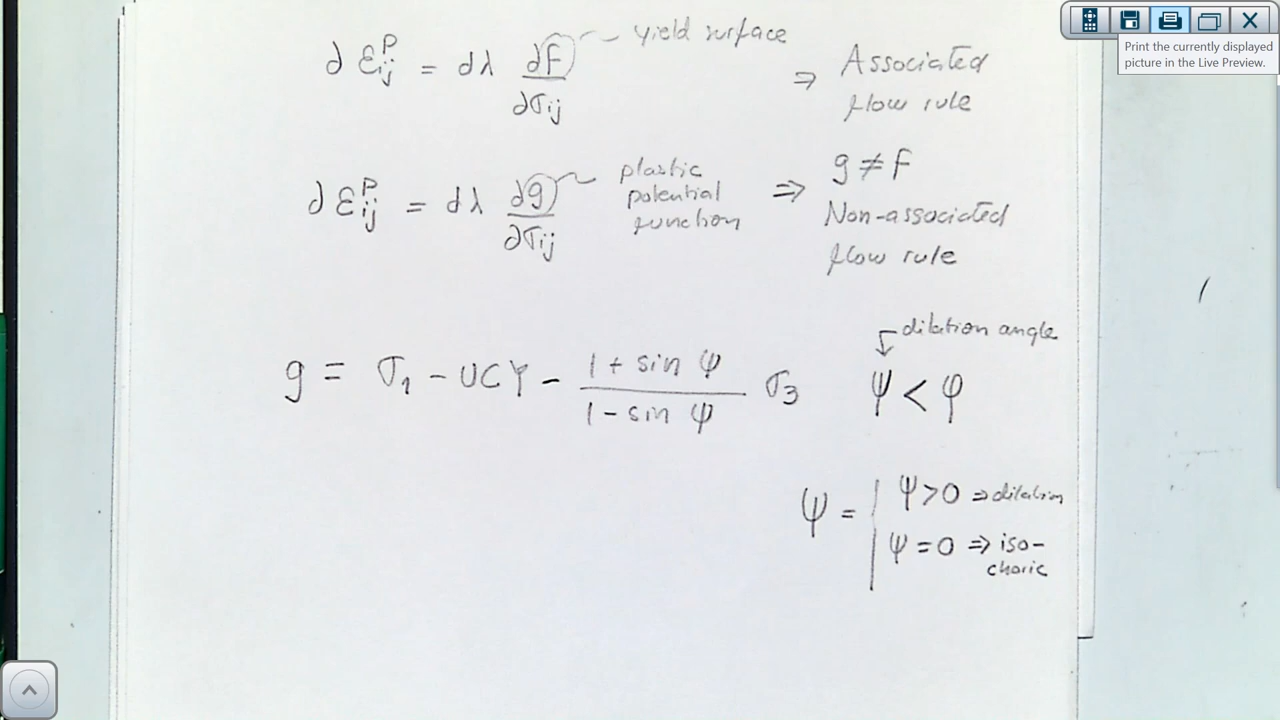 ∂ε^p_ij = dλ ∂f/∂σij yield surface ⇒ Associated
flow rule
∂ε^p_ij = dλ ∂g/∂σij plastic
potential
function ⇒ g ≠ f
Non-associated
flow rule
dilation angle
g = σ1 - UCY - (1 + sin ψ)/(1 - sin ψ) σ3 ψ < φ
ψ = { ψ > 0 ⇒ dilation
ψ = 0 ⇒ iso-
choric
Print the currently displayed
picture in the Live Preview.